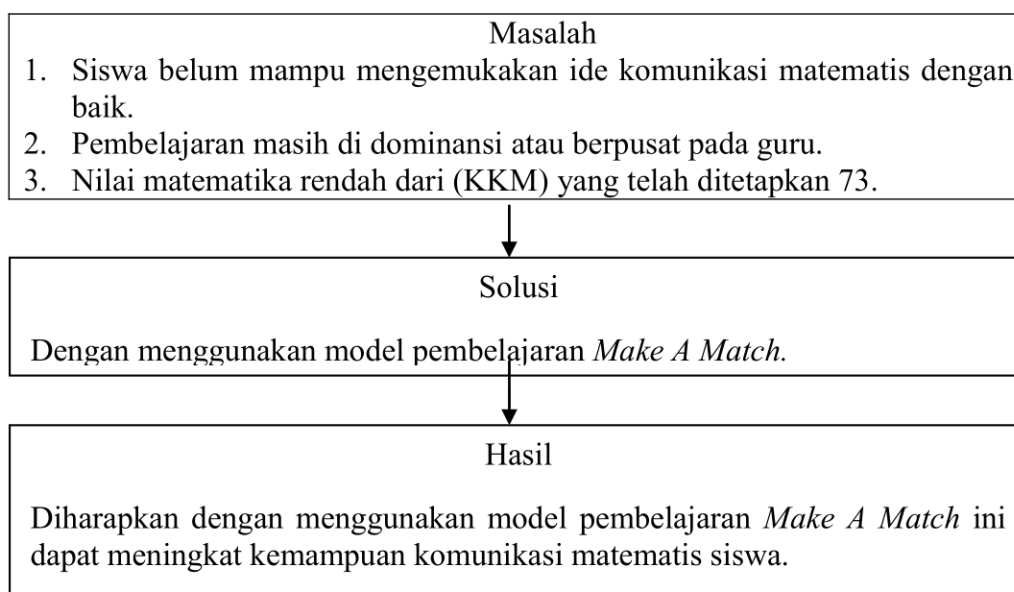 Masalah
1. Siswa belum mampu mengemukakan ide komunikasi matematis dengan
baik.
2. Pembelajaran masih di dominansi atau berpusat pada guru.
3. Nilai matematika rendah dari (KKM) yang telah ditetapkan 73.
Solusi
Dengan menggunakan model pembelajaran Make A Match.
Hasil
Diharapkan dengan menggunakan model pembelajaran Make A Match ini
dapat meningkat kemampuan komunikasi matematis siswa.